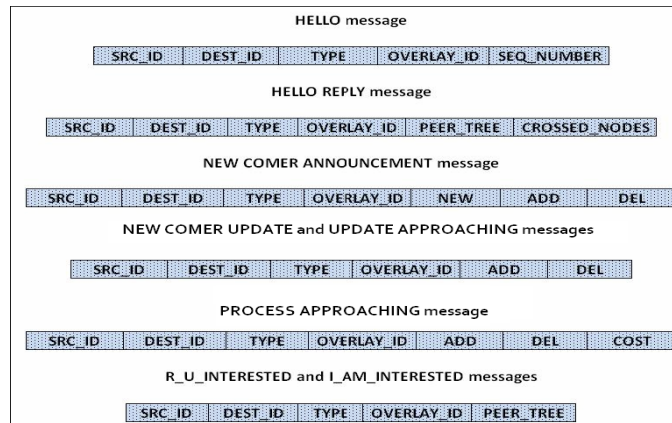 HELLO message
SRC_ID DEST_ID TYPE OVERLAY_ID SEQ_NUMBER
HELLO REPLY message
SRC_ID DEST_ID TYPE OVERLAY_ID PEER_TREE CROSSED_NODES
NEW COMER ANNOUNCEMENT message
SRC_ID DEST_ID TYPE OVERLAY_ID NEW ADD DEL
NEW COMER UPDATE and UPDATE APPROACHING messages
SRC_ID DEST_ID TYPE OVERLAY_ID ADD DEL
PROCESS APPROACHING message
SRC_ID DEST_ID TYPE OVERLAY_ID ADD DEL COST
R_U_INTERESTED and I_AM_INTERESTED messages
SRC_ID DEST_ID TYPE OVERLAY_ID PEER_TREE